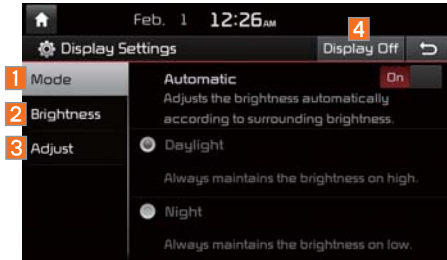 4
Feb. 1 12:26AM
Display Settings Display Off
1 Mode Automatic On
Adjusts the brightness automatically
2 Brightness according to surrounding brightness.
3 Adjust Daylight
Always maintains the brightness on high.
Night
Always maintains the brightness on low.